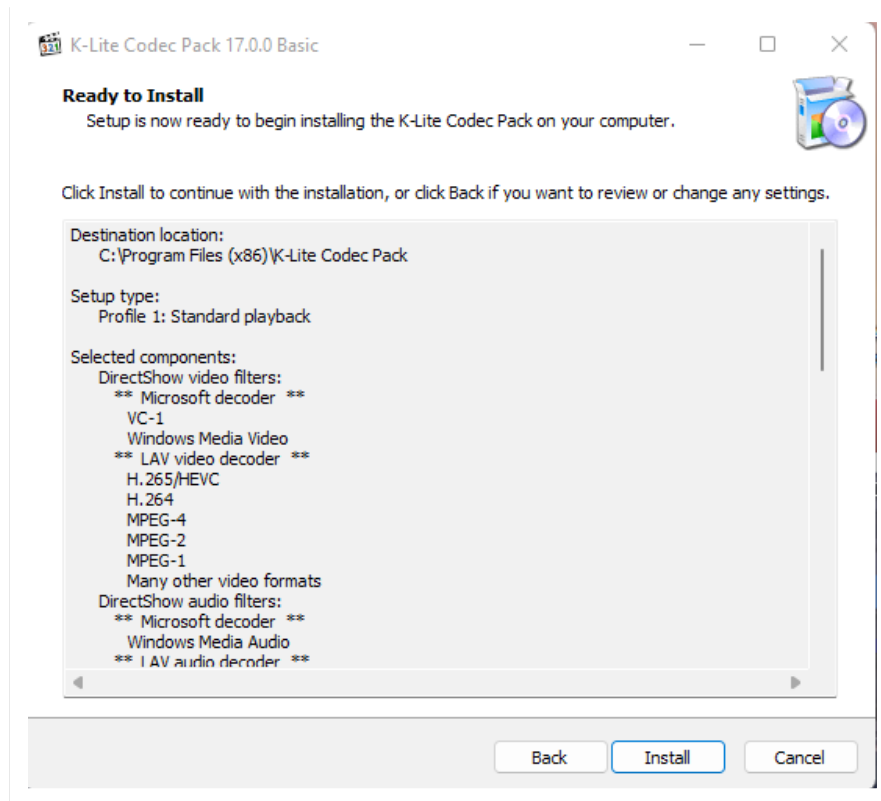 K-Lite Codec Pack 17.0.0 Basic
Ready to Install
Setup is now ready to begin installing the K-Lite Codec Pack on your computer.
Click Install to continue with the installation, or click Back if you want to review or change any settings.
Destination location:
C:\Program Files (x86)\K-Lite Codec Pack
Setup type:
Profile 1: Standard playback
Selected components:
DirectShow video filters:
** Microsoft decoder **
VC-1
Windows Media Video
** LAV video decoder **
H.265/HEVC
H.264
MPEG-4
MPEG-2
MPEG-1
Many other video formats
DirectShow audio filters:
** Microsoft decoder **
Windows Media Audio
** LAV audio decoder **
Back Install Cancel